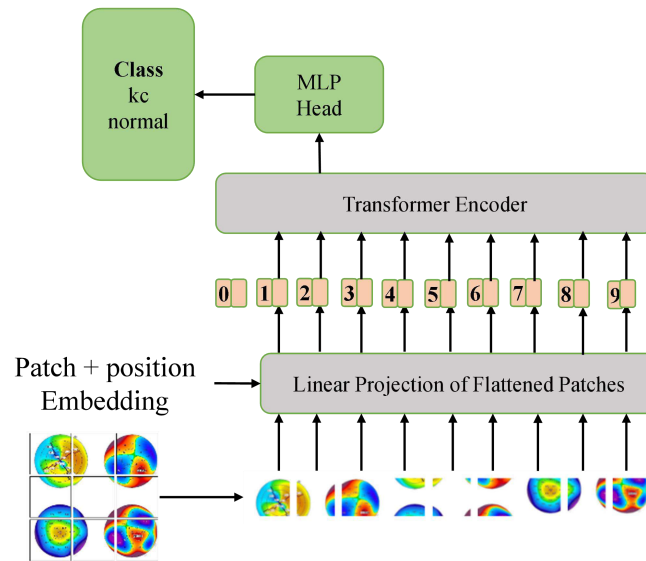 Class
kc
normal
MLP
Head
Transformer Encoder
0 1 2 3 4 5 6 7 8 9
Patch + position
Embedding
Linear Projection of Flattened Patches